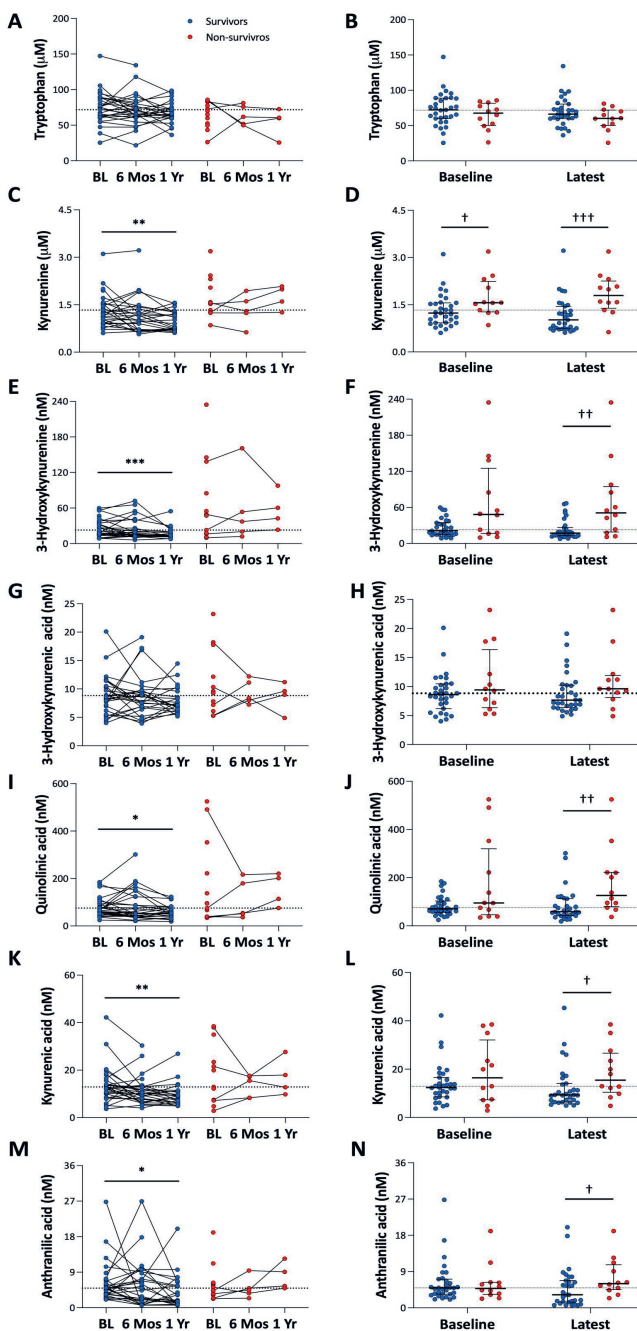 A
B
Survivors
Non-survivros
Tryptophan (µM)
200
150
100
50
0
BL 6 Mos 1 Yr BL 6 Mos 1 Yr
Tryptophan (µM)
200
150
100
50
0
Baseline Latest
C
D
Kynurenine (µM)
4.5
3.0
1.5
0.0
**
BL 6 Mos 1 Yr BL 6 Mos 1 Yr
Kynurenine (µM)
4.5
3.0
1.5
0.0
† †††
Baseline Latest
E
F
3-Hydroxykynurenine (nM)
240
180
120
60
0
***
BL 6 Mos 1 Yr BL 6 Mos 1 Yr
3-Hydroxykynurenine (nM)
240
180
120
60
0
††
Baseline Latest
G
H
3-Hydroxykynurenic acid (nM)
25
20
15
10
5
0
BL 6 Mos 1 Yr BL 6 Mos 1 Yr
3-Hydroxykynurenic acid (nM)
25
20
15
10
5
0
Baseline Latest
I
J
Quinolinic acid (nM)
600
400
200
0
*
BL 6 Mos 1 Yr BL 6 Mos 1 Yr
Quinolinic acid (nM)
600
400
200
0
††
Baseline Latest
K
L
Kynurenic acid (nM)
60
40
20
0
**
BL 6 Mos 1 Yr BL 6 Mos 1 Yr
Kynurenic acid (nM)
60
40
20
0
†
Baseline Latest
M
N
Anthranilic acid (nM)
36
27
18
9
0
*
BL 6 Mos 1 Yr BL 6 Mos 1 Yr
Anthranilic acid (nM)
36
27
18
9
0
†
Baseline Latest